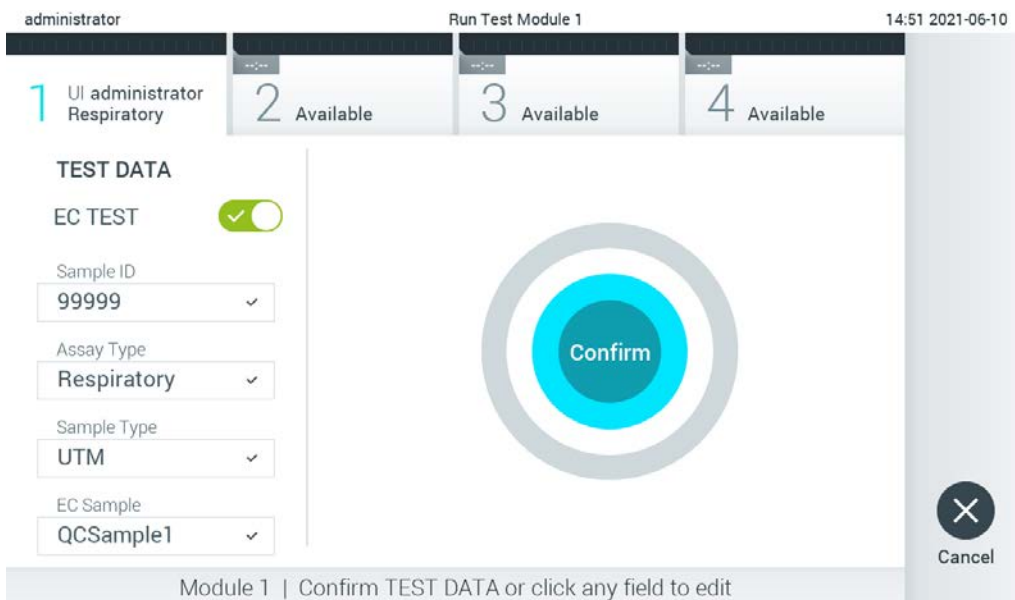 administrator Run Test Module 1 14:51 2021-06-10
--:-- --:-- --:--
1 UI administrator
Respiratory
2 Available
3 Available
4 Available
TEST DATA
EC TEST
Sample ID
99999
Assay Type
Respiratory
Sample Type
UTM
EC Sample
QCSample1
Confirm
Cancel
Module 1 | Confirm TEST DATA or click any field to edit